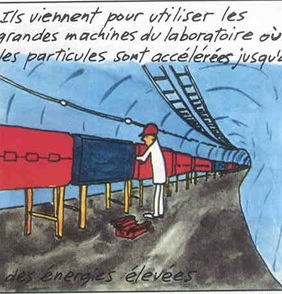 Ils viennent pour utiliser les
grandes machines du laboratoire où
les particules sont accélérées jusqu'à
des énergies élevées